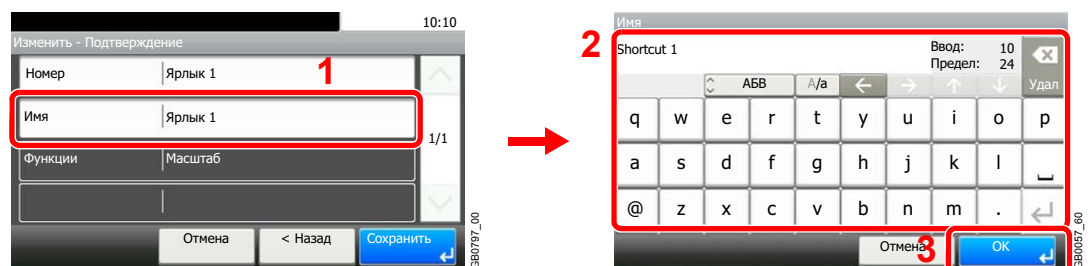 10:10
Изменить - Подтверждение
1
Номер Ярлык 1
Имя Ярлык 1
1/1
Функции Масштаб
Отмена < Назад Сохранить
GB0797_00
Имя
2
Shortcut 1 Ввод: 10
Предел: 24
АБВ A/a Удал
q w e r t y u i o p
a s d f g h j k l
@ z x c v b n m .
Отмена 3 OK
GB0057_60